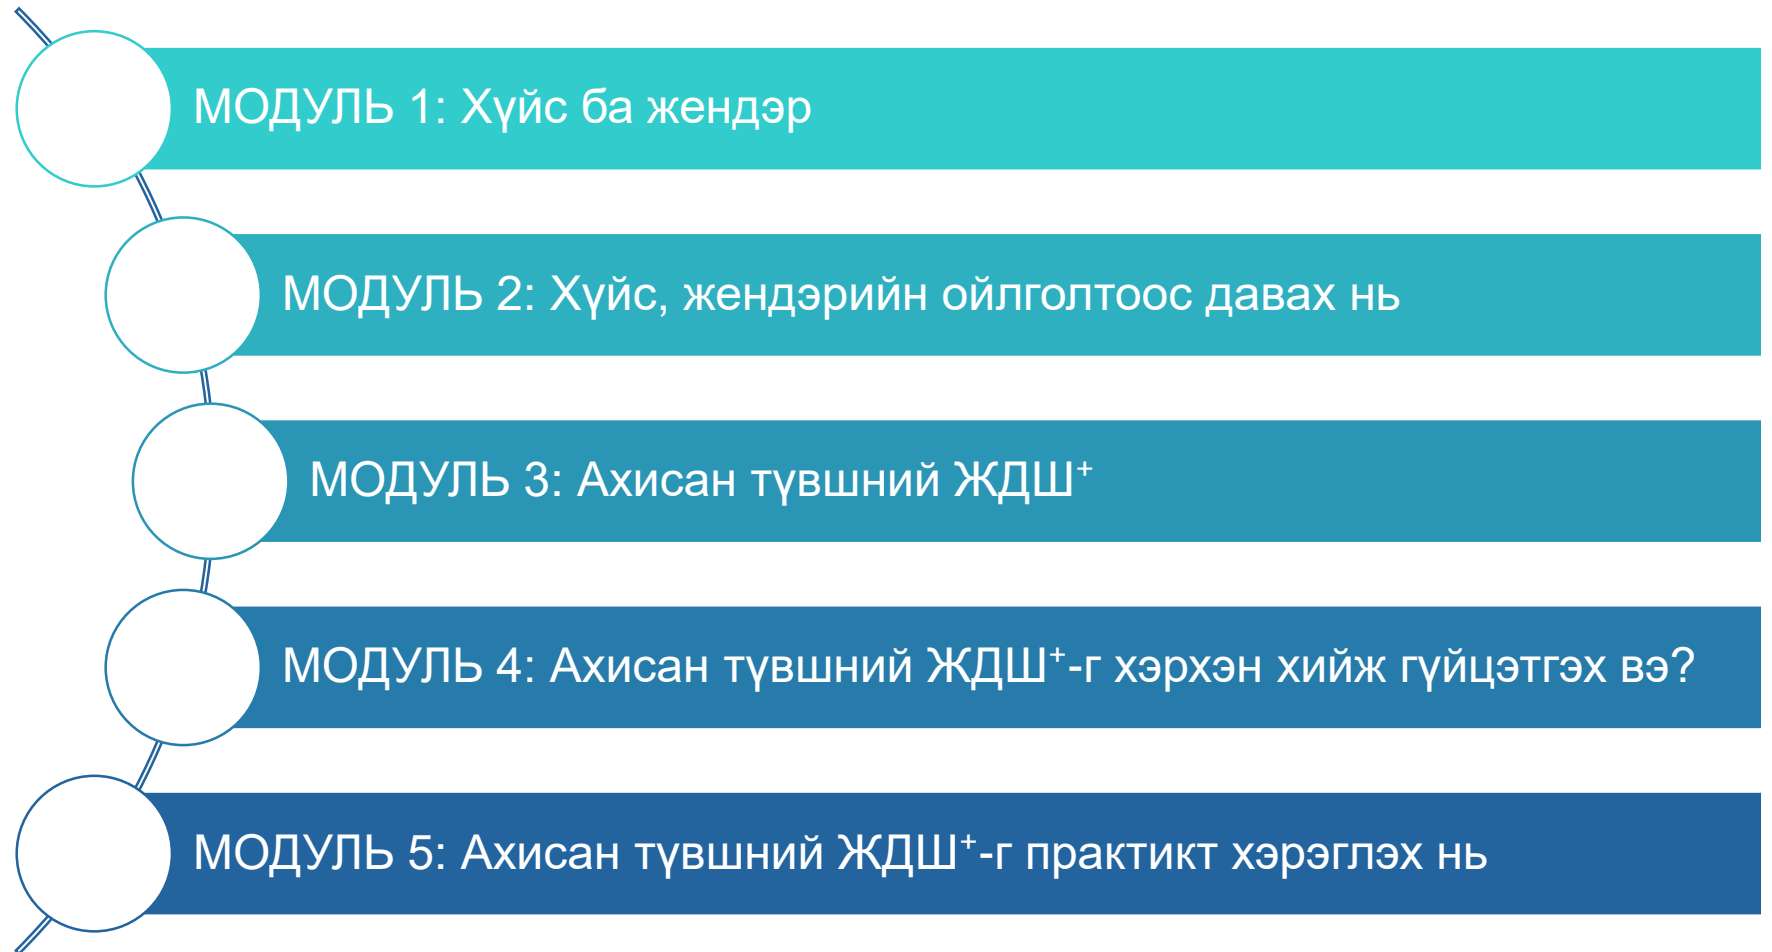 МОДУЛЬ 1: Хүйс ба жендэр
МОДУЛЬ 2: Хүйс, жендэрийн ойлголтоос давах нь
МОДУЛЬ 3: Ахисан түвшний ЖДШ⁺
МОДУЛЬ 4: Ахисан түвшний ЖДШ⁺-г хэрхэн хийж гүйцэтгэх вэ?
МОДУЛЬ 5: Ахисан түвшний ЖДШ⁺-г практикт хэрэглэх нь